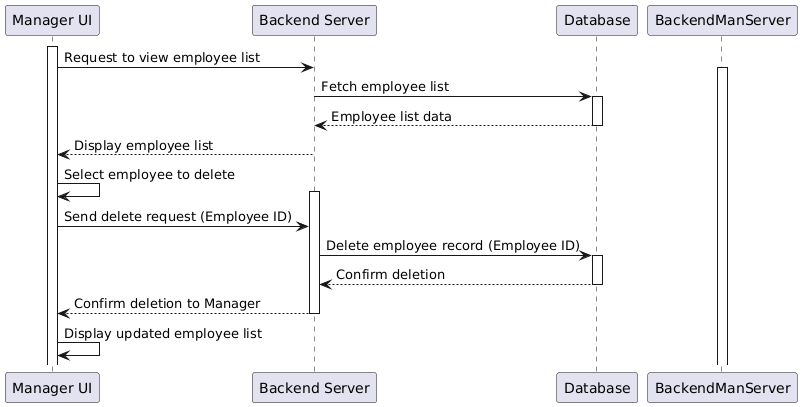 Manager UI
Backend Server
Database
BackendManServer
Request to view employee list
Fetch employee list
Employee list data
Display employee list
Select employee to delete
Send delete request (Employee ID)
Delete employee record (Employee ID)
Confirm deletion
Confirm deletion to Manager
Display updated employee list
Manager UI
Backend Server
Database
BackendManServer